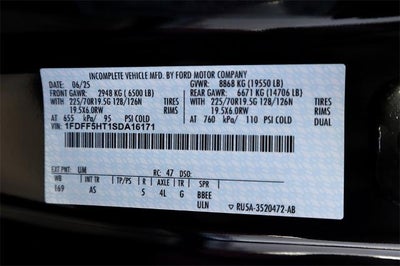 INCOMPLETE VEHICLE MFD. BY FORD MOTOR COMPANY
DATE: 06/25 GVWR: 8868 KG (19550 LB)
FRONT GAWR: 2948 KG (6500 LB) REAR GAWR: 6671 KG (14706 LB)
WITH 225/70R19.5G 128/126N TIRES WITH 225/70R19.5G 128/126N TIRES
19.5X6.0RW RIMS 19.5X6.0RW RIMS
AT 655 kPa/ 95 PSI COLD AT 760 kPa/ 110 PSI COLD
VIN: 1FDFF5HT1SDA16171
EXT PNT: UM RC: 47 DSO:
WB INT TR TP/PS R AXLE TR SPR
169 AS 5 4L G BBEE
ULN RU5A-3520472-AB